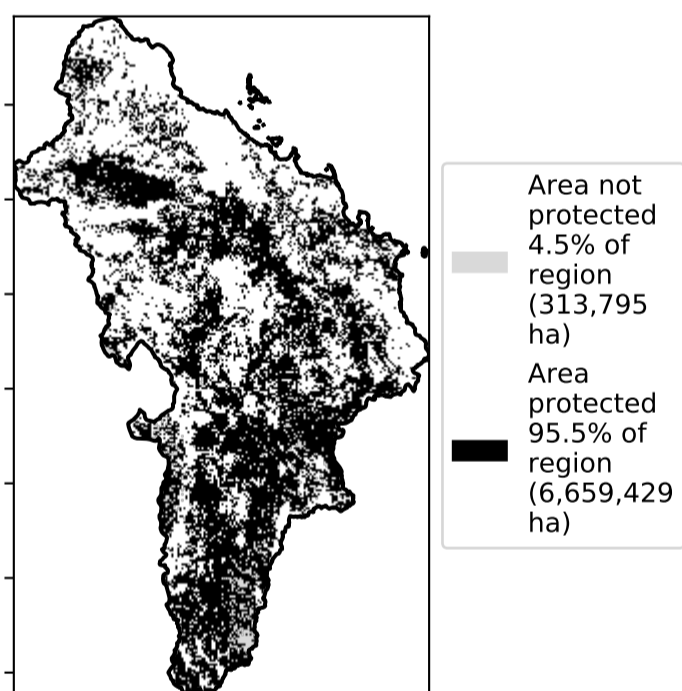 Area not
protected
4.5% of
region
(313,795
ha)
Area
protected
95.5% of
region
(6,659,429
ha)